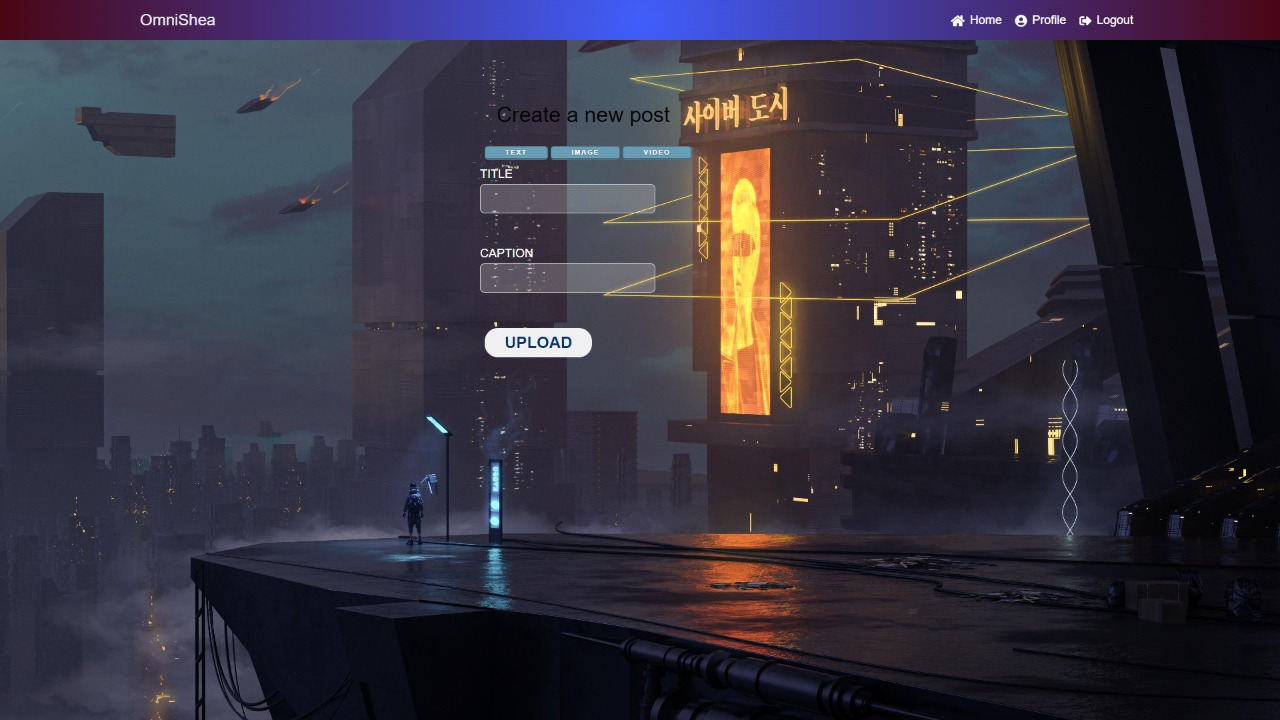 OmniShea
Home Profile Logout
Create a new post
사이버 도시
TEXT IMAGE VIDEO
TITLE
CAPTION
UPLOAD